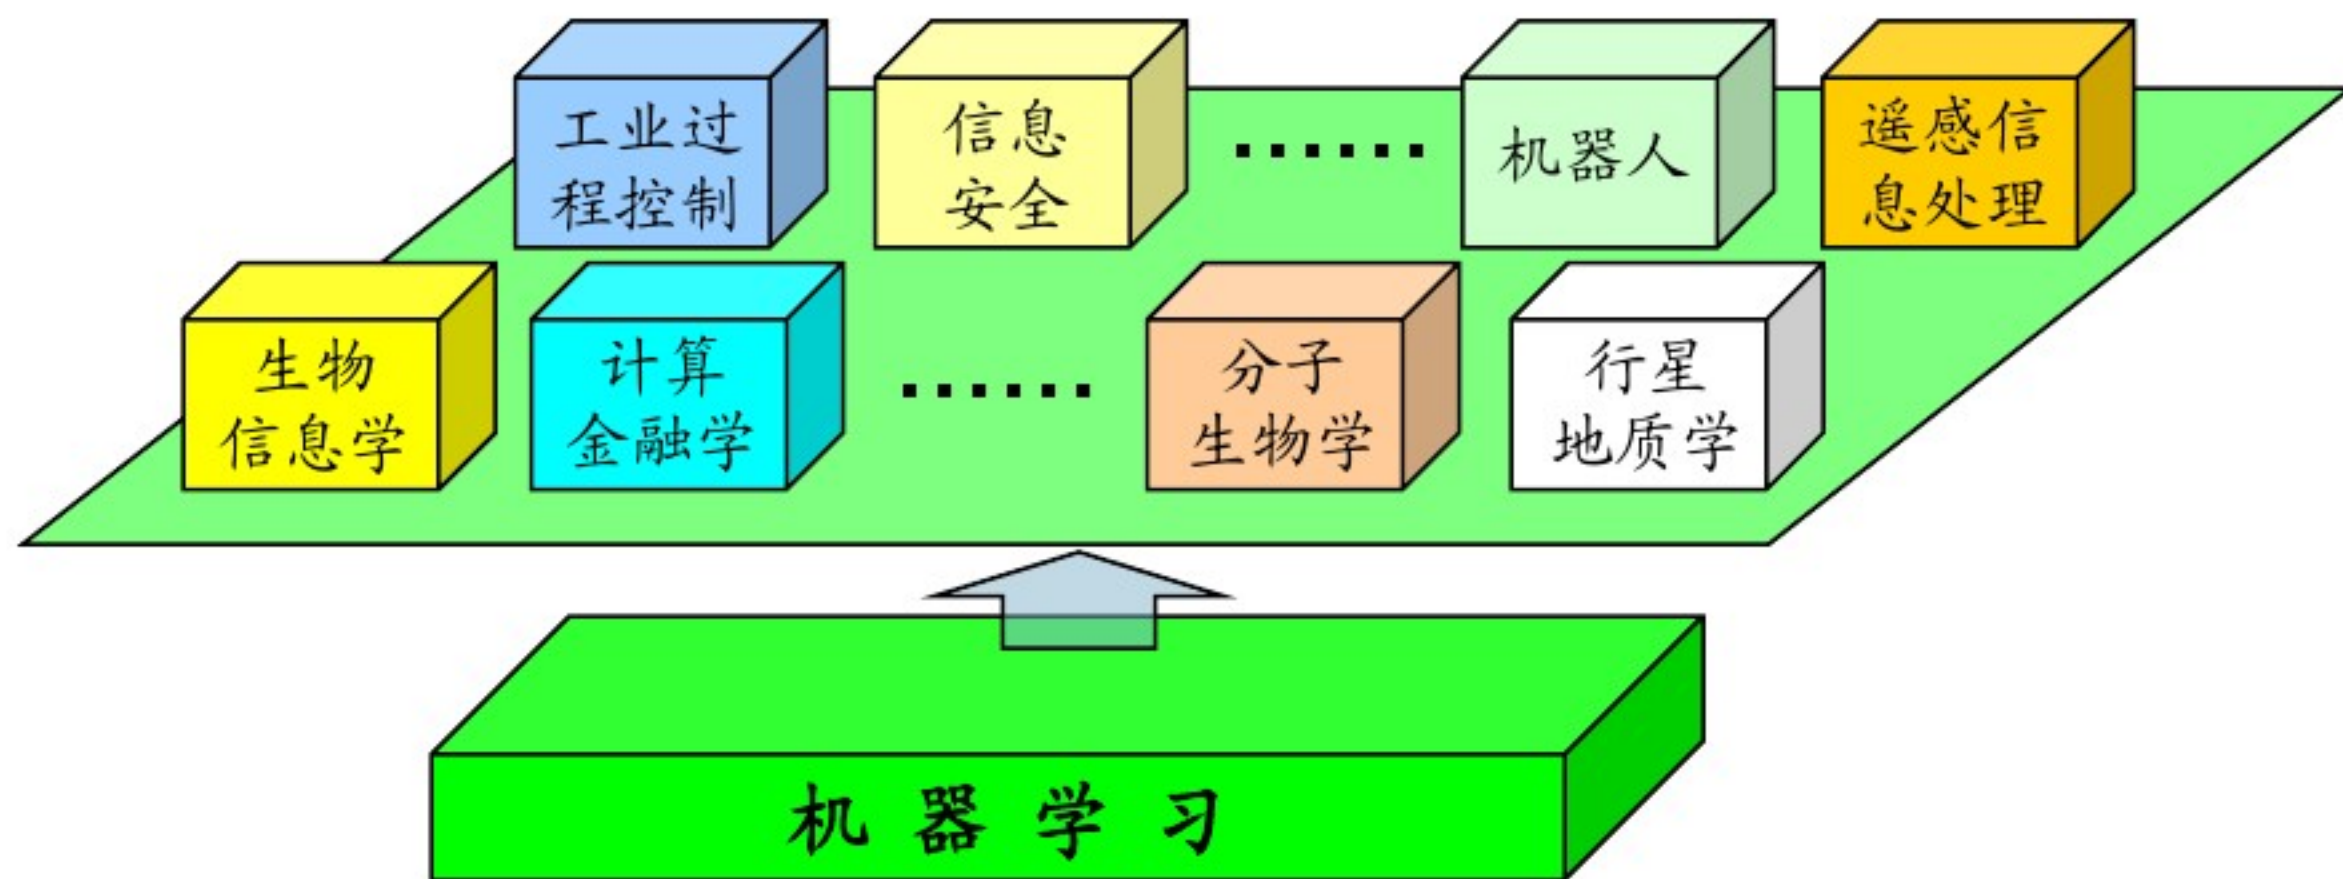 工业过
程控制
信息
安全
······
机器人
遥感信
息处理
生物
信息学
计算
金融学
······
分子
生物学
行星
地质学
机器学习